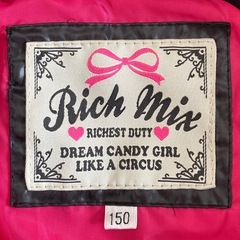 Rich Mix
RICHEST DUTY
DREAM CANDY GIRL
LIKE A CIRCUS
150